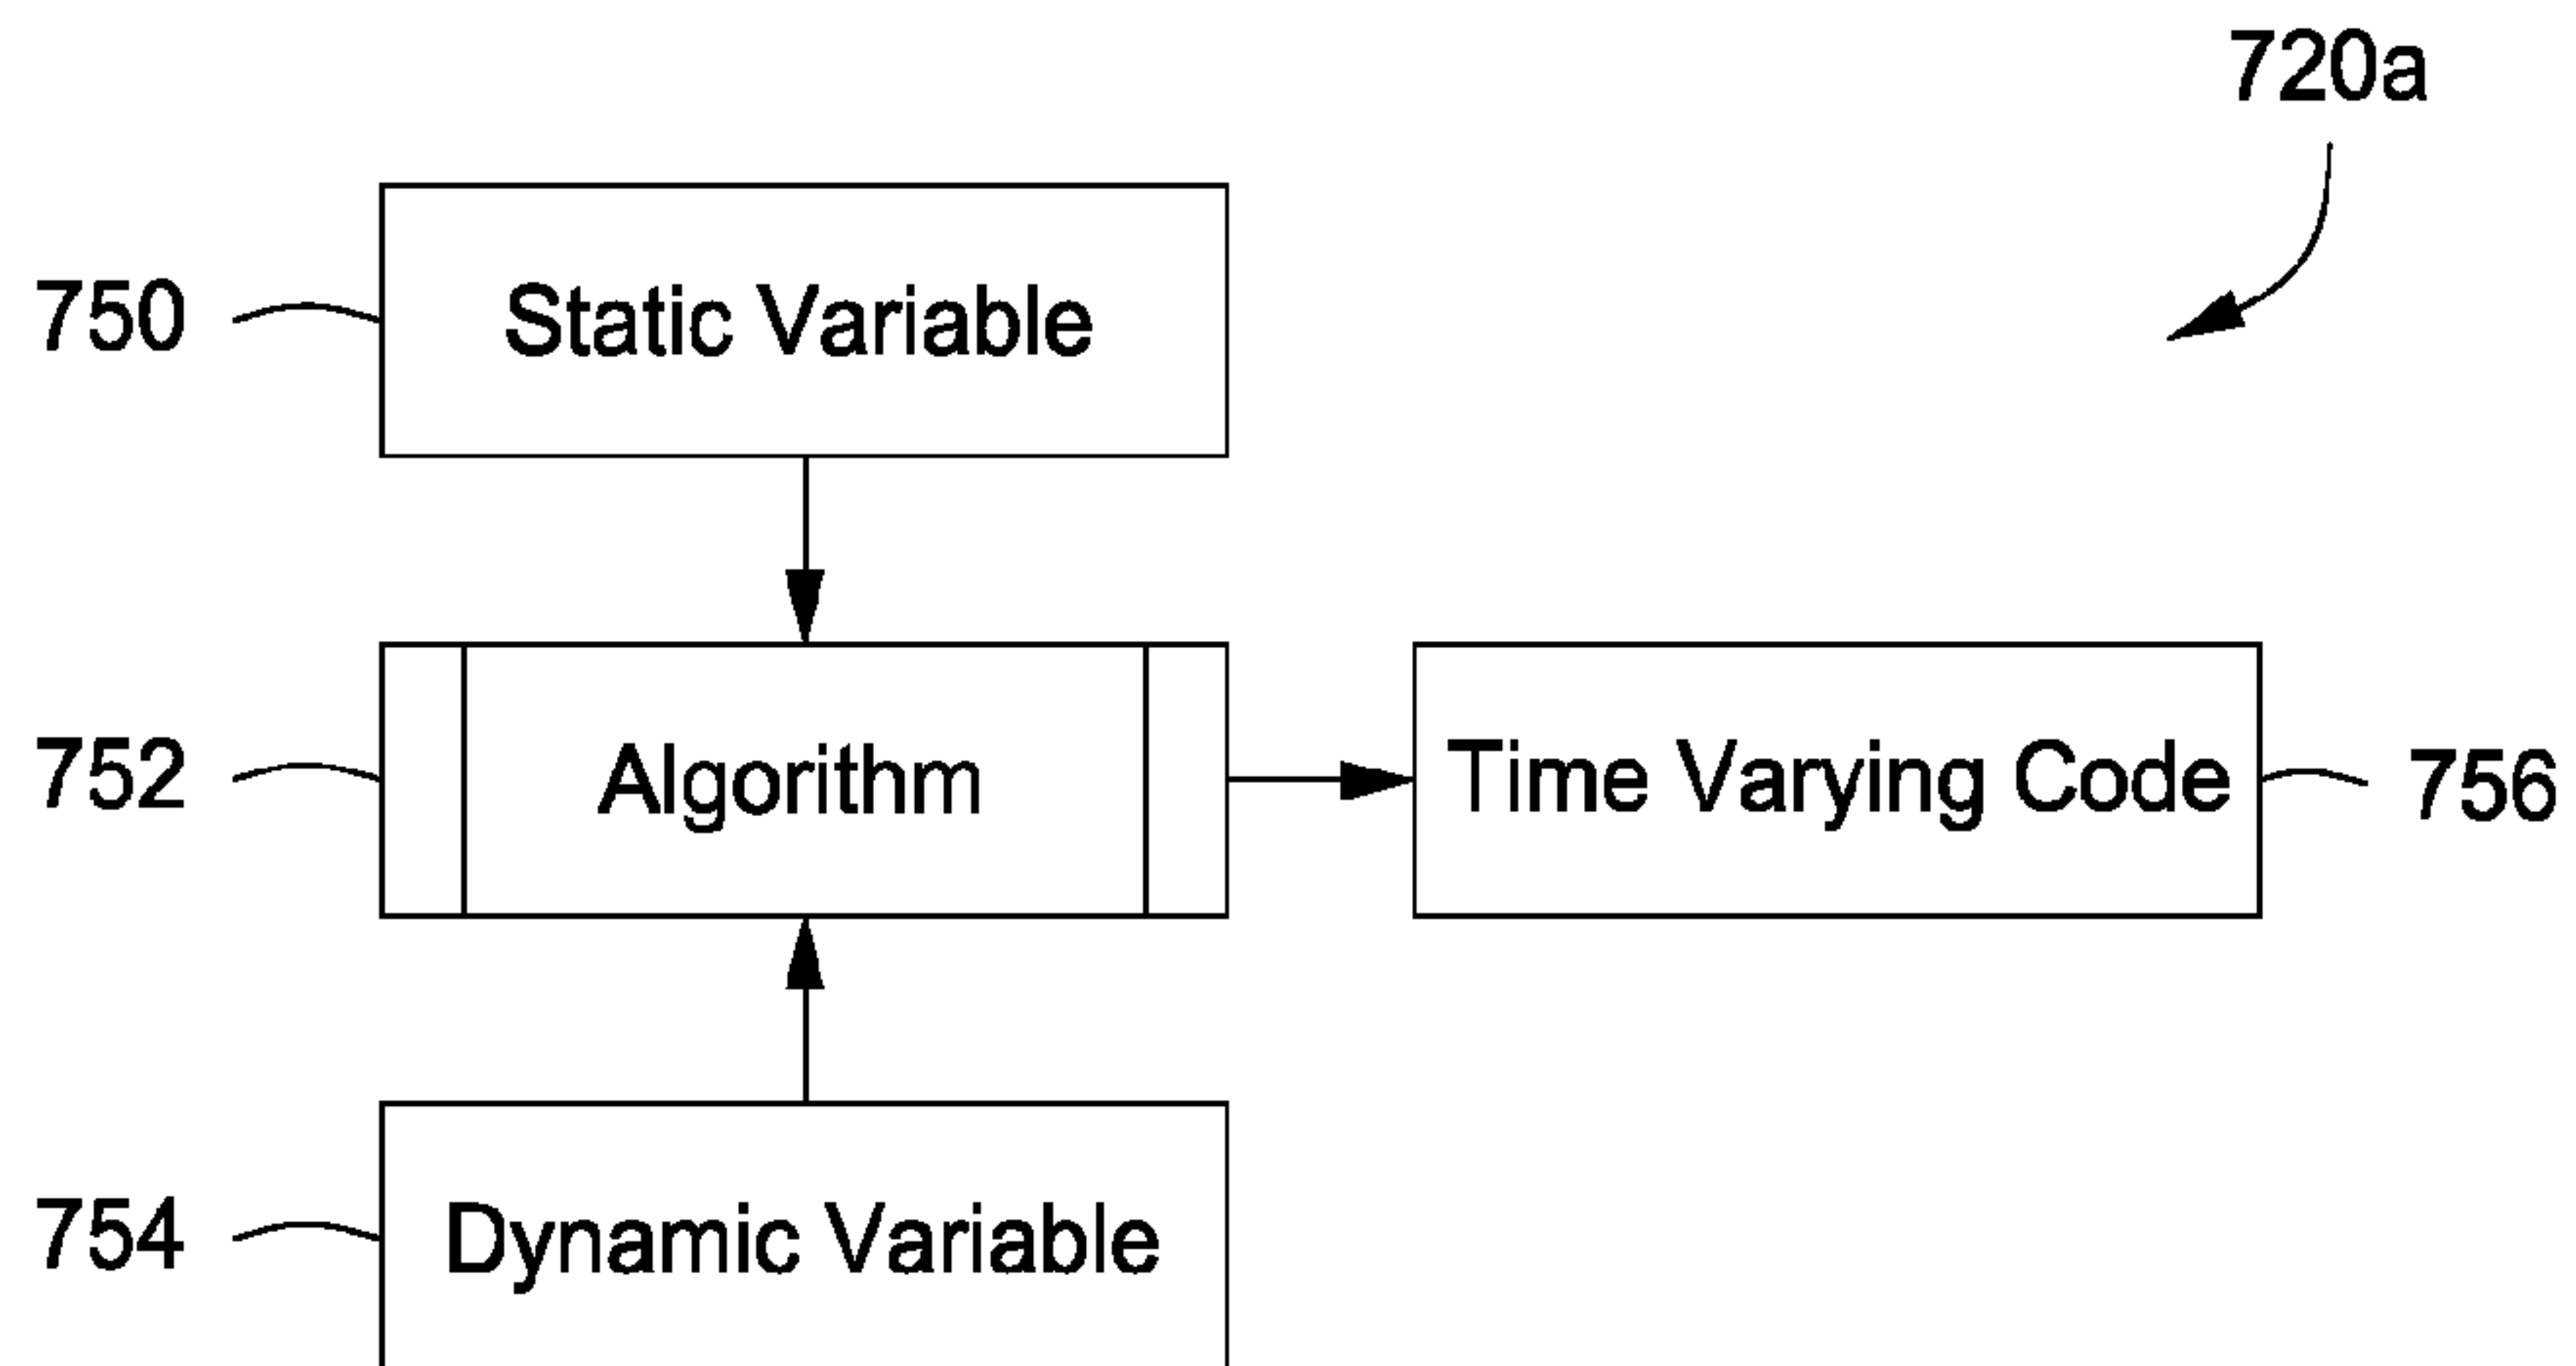 720a
750
Static Variable
752
Algorithm
Time Varying Code
756
754
Dynamic Variable